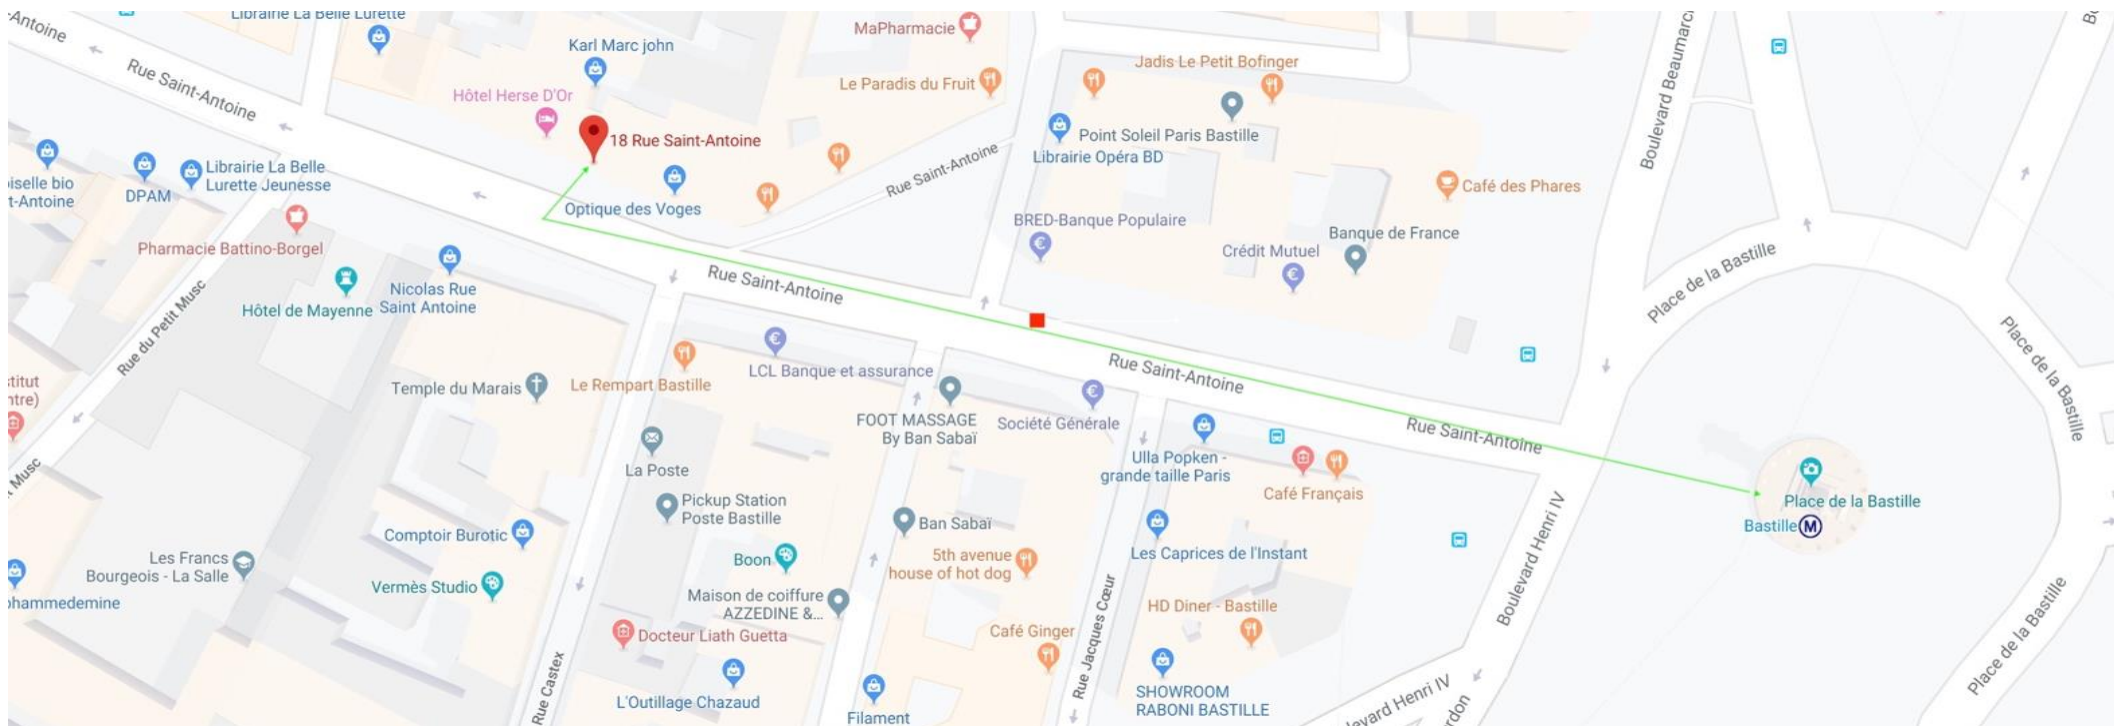 Librairie La Belle Lurette
Antoine
Rue Saint-Antoine
Karl Marc john
Hôtel Herse D'Or
18 Rue Saint-Antoine
MaPharmacie
Le Paradis du Fruit
Jadis Le Petit Bofinger
Point Soleil Paris Bastille
Librairie Opéra BD
Boulevard Beaumarc
Bo
Café des Phares
Librairie La Belle
Lurette Jeunesse
DPAM
iselle bio
t-Antoine
Optique des Voges
Rue Saint-Antoine
BRED-Banque Populaire
Crédit Mutuel
Banque de France
Place de la Bastille
Place de la Bastille
Pharmacie Battino-Borgel
Nicolas Rue
Saint Antoine
Hôtel de Mayenne
Rue du Petit Musc
Rue Saint-Antoine
Temple du Marais
Le Rempart Bastille
LCL Banque et assurance
Rue Saint-Antoine
FOOT MASSAGE
By Ban Sabaï
Société Générale
Rue Saint-Antoine
stitut
ntre)
t Musc
La Poste
Pickup Station
Poste Bastille
Ulla Popken -
grande taille Paris
Café Français
Place de la Bastille
Bastille M
Ban Sabaï
Comptoir Burotic
Les Francs
Bourgeois - La Salle
Boon
5th avenue
house of hot dog
Les Caprices de l'Instant
Boulevard Henri IV
Vermès Studio
Maison de coiffure
AZZEDINE &...
ohammedemine
HD Diner - Bastille
Docteur Liath Guetta
Café Ginger
Rue Jacques Cœur
Place de la Bastille
Rue Castex
L'Outillage Chazaud
Filament
SHOWROOM
RABONI BASTILLE
levard Henri IV
rdon